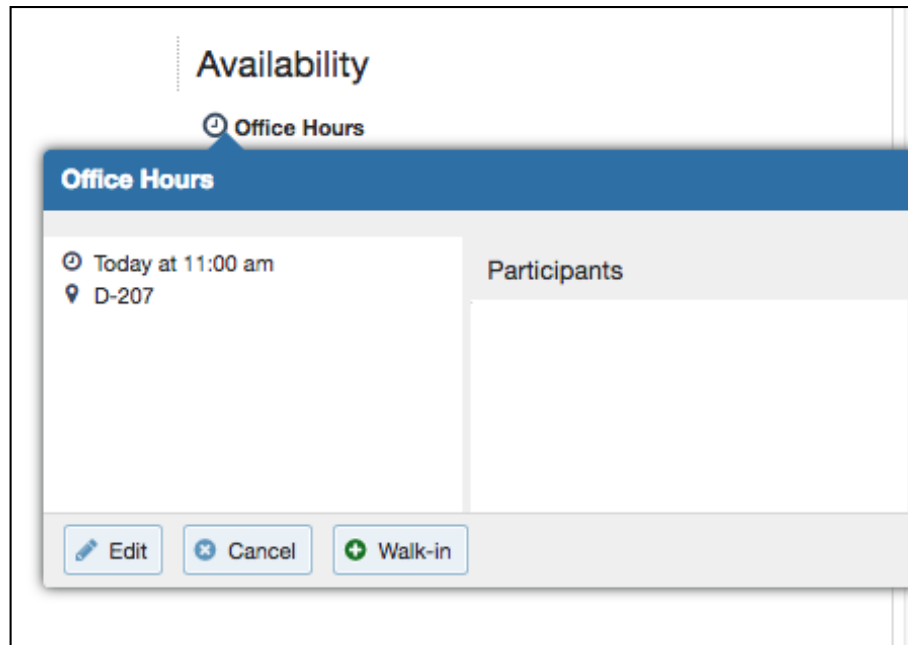 Availability
Office Hours
Office Hours
Today at 11:00 am
D-207
Participants
Edit
Cancel
Walk-in